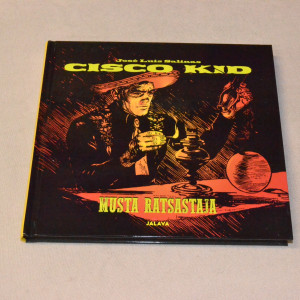 José Luis Salinas
CISCO KID
MUSTA RATSASTAJA
JALAVA